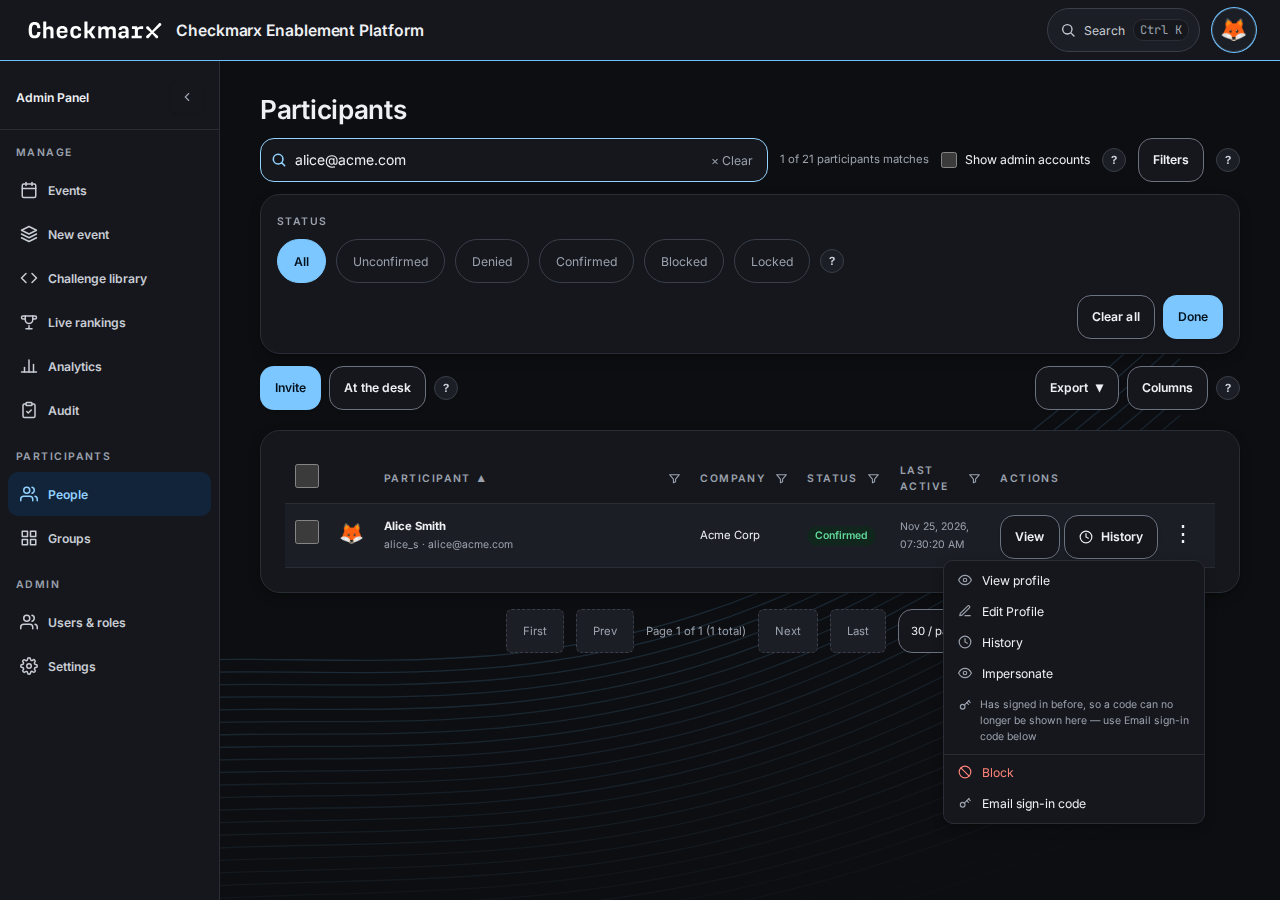 Checkmarx Checkmarx Enablement Platform
Search Ctrl K
Admin Panel
MANAGE
Events
New event
Challenge library
Live rankings
Analytics
Audit
PARTICIPANTS
People
Groups
ADMIN
Users & roles
Settings
Participants
alice@acme.com × Clear
1 of 21 participants matches
Show admin accounts ?
Filters ?
STATUS
All Unconfirmed Denied Confirmed Blocked Locked ?
Clear all Done
Invite At the desk ?
Export ▼ Columns ?
PARTICIPANT ▲ COMPANY STATUS LAST ACTIVE ACTIONS
Alice Smith
alice_s · alice@acme.com
Acme Corp
Confirmed
Nov 25, 2026,
07:30:20 AM
View History
View profile
Edit Profile
History
Impersonate
Has signed in before, so a code can no
longer be shown here — use Email sign-in
code below
Block
Email sign-in code
First Prev Page 1 of 1 (1 total) Next Last 30 /